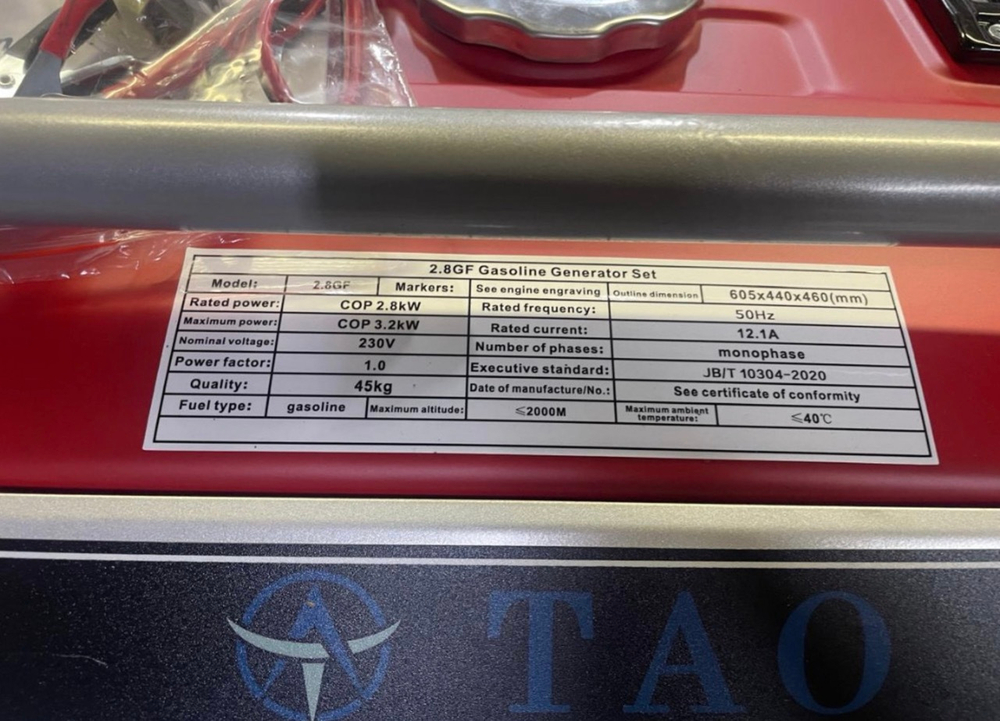 2.8GF Gasoline Generator Set
Model: 2.8GF Markers: See engine engraving Outline dimension 605x440x460(mm)
Rated power: COP 2.8kW Rated frequency: 50Hz
Maximum power: COP 3.2kW Rated current: 12.1A
Nominal voltage: 230V Number of phases: monophase
Power factor: 1.0 Executive standard: JB/T 10304-2020
Quality: 45kg Date of manufacture/No.: See certificate of conformity
Fuel type: gasoline Maximum altitude: ≤2000M Maximum ambient temperature: ≤40℃
TAO